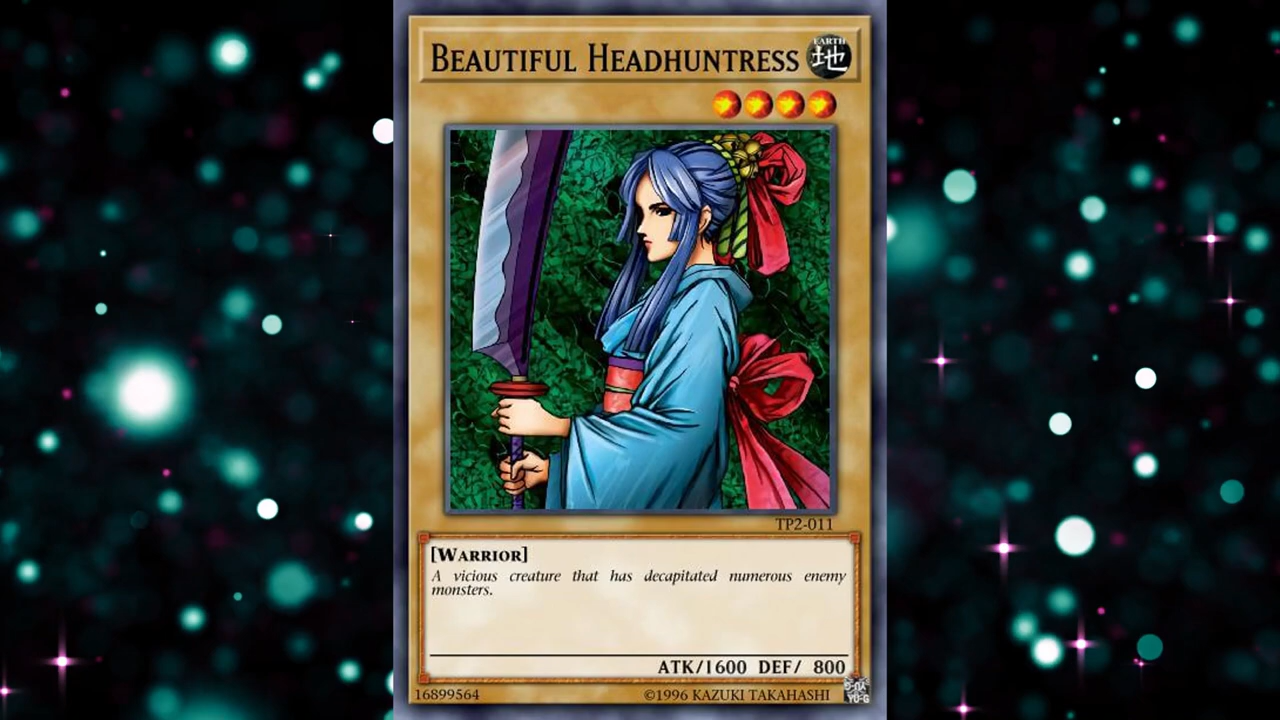 BEAUTIFUL HEADHUNTRESS
EARTH
地
TP2-011
[WARRIOR]
A vicious creature that has decapitated numerous enemy
monsters.
ATK/1600 DEF/ 800
16899564
©1996 KAZUKI TAKAHASHI